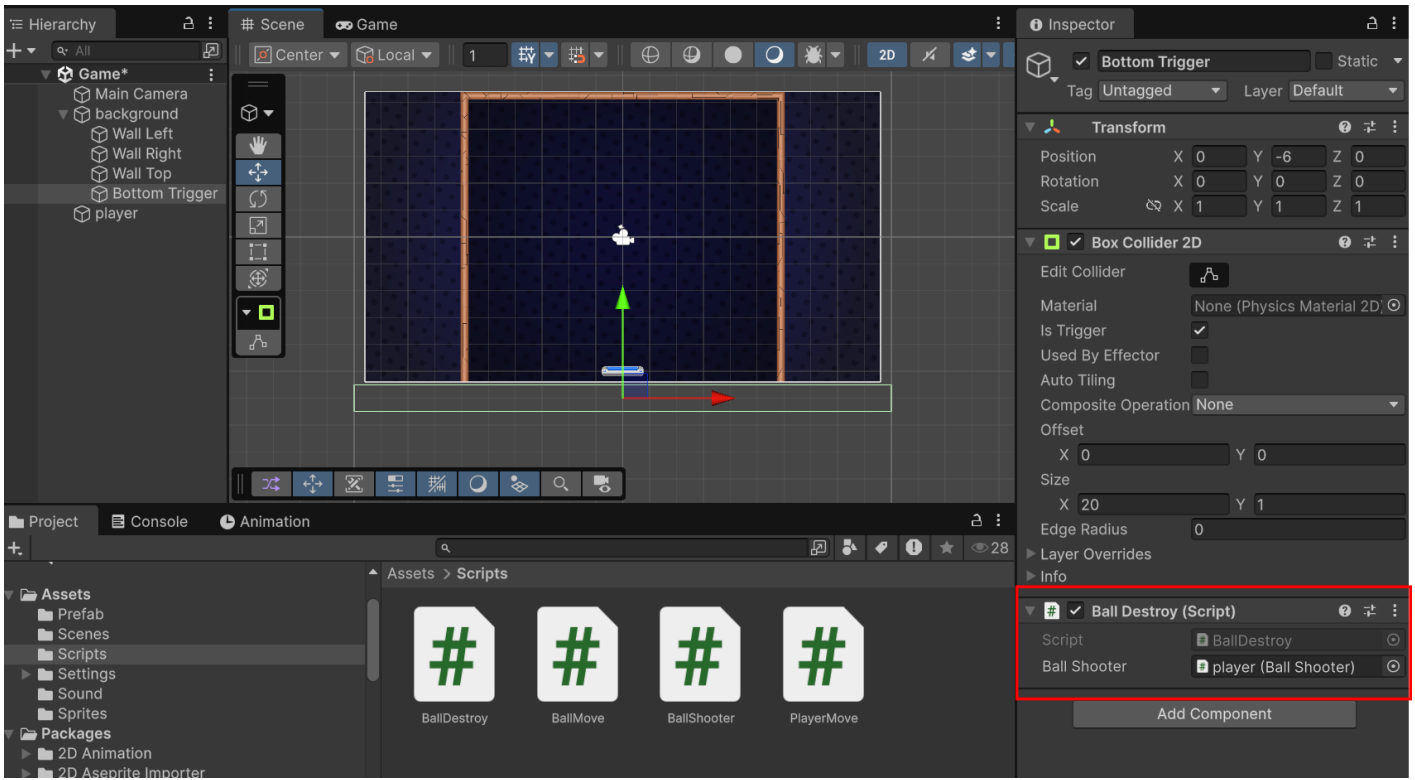 Hierarchy
All
Game*
Main Camera
background
Wall Left
Wall Right
Wall Top
Bottom Trigger
player
Scene
Game
Center
Local
1
2D
Project
Console
Animation
28
Assets
Prefab
Scenes
Scripts
Settings
Sound
Sprites
Packages
2D Animation
2D Aseprite Importer
Assets > Scripts
BallDestroy
BallMove
BallShooter
PlayerMove
Inspector
Bottom Trigger
Static
Tag Untagged Layer Default
Transform
Position X 0 Y -6 Z 0
Rotation X 0 Y 0 Z 0
Scale X 1 Y 1 Z 1
Box Collider 2D
Edit Collider
Material None (Physics Material 2D)
Is Trigger
Used By Effector
Auto Tiling
Composite Operation None
Offset
X 0 Y 0
Size
X 20 Y 1
Edge Radius 0
Layer Overrides
Info
# Ball Destroy (Script)
Script BallDestroy
Ball Shooter player (Ball Shooter)
Add Component